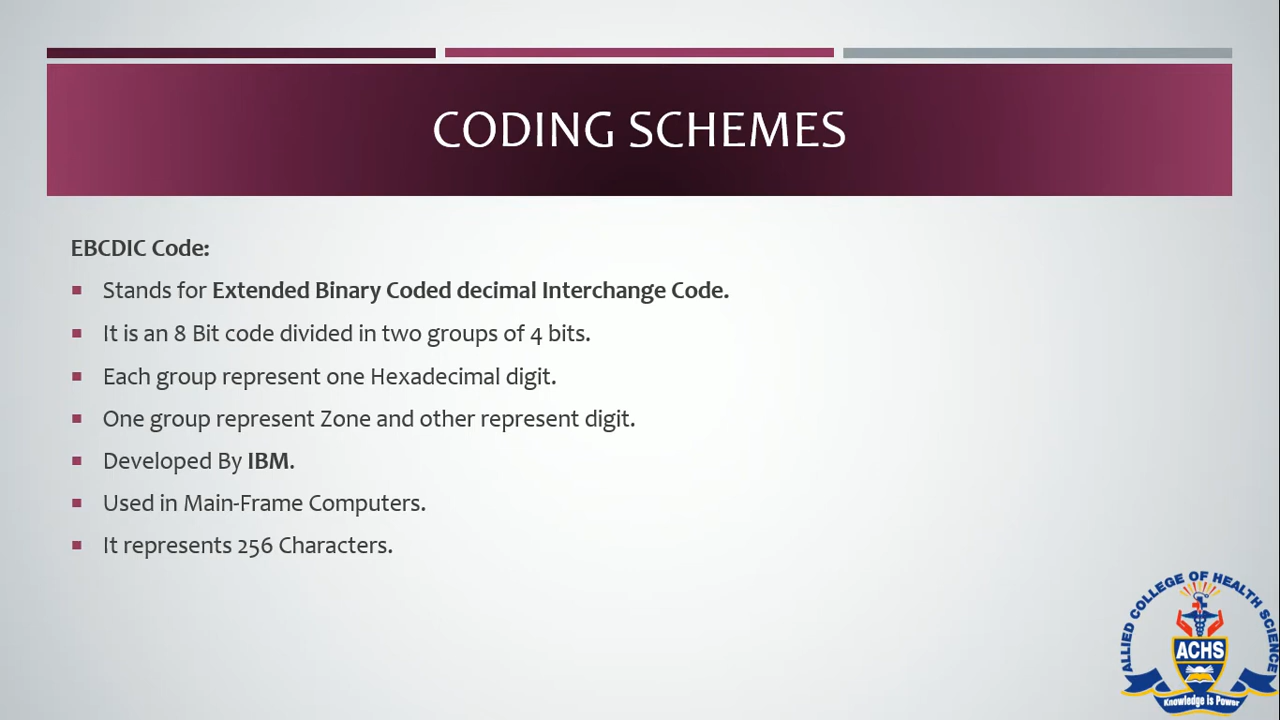 CODING SCHEMES
EBCDIC Code:
Stands for Extended Binary Coded decimal Interchange Code.
It is an 8 Bit code divided in two groups of 4 bits.
Each group represent one Hexadecimal digit.
One group represent Zone and other represent digit.
Developed By IBM.
Used in Main-Frame Computers.
It represents 256 Characters.
ALLIED COLLEGE OF HEALTH SCIENCE
ACHS
Knowledge is Power